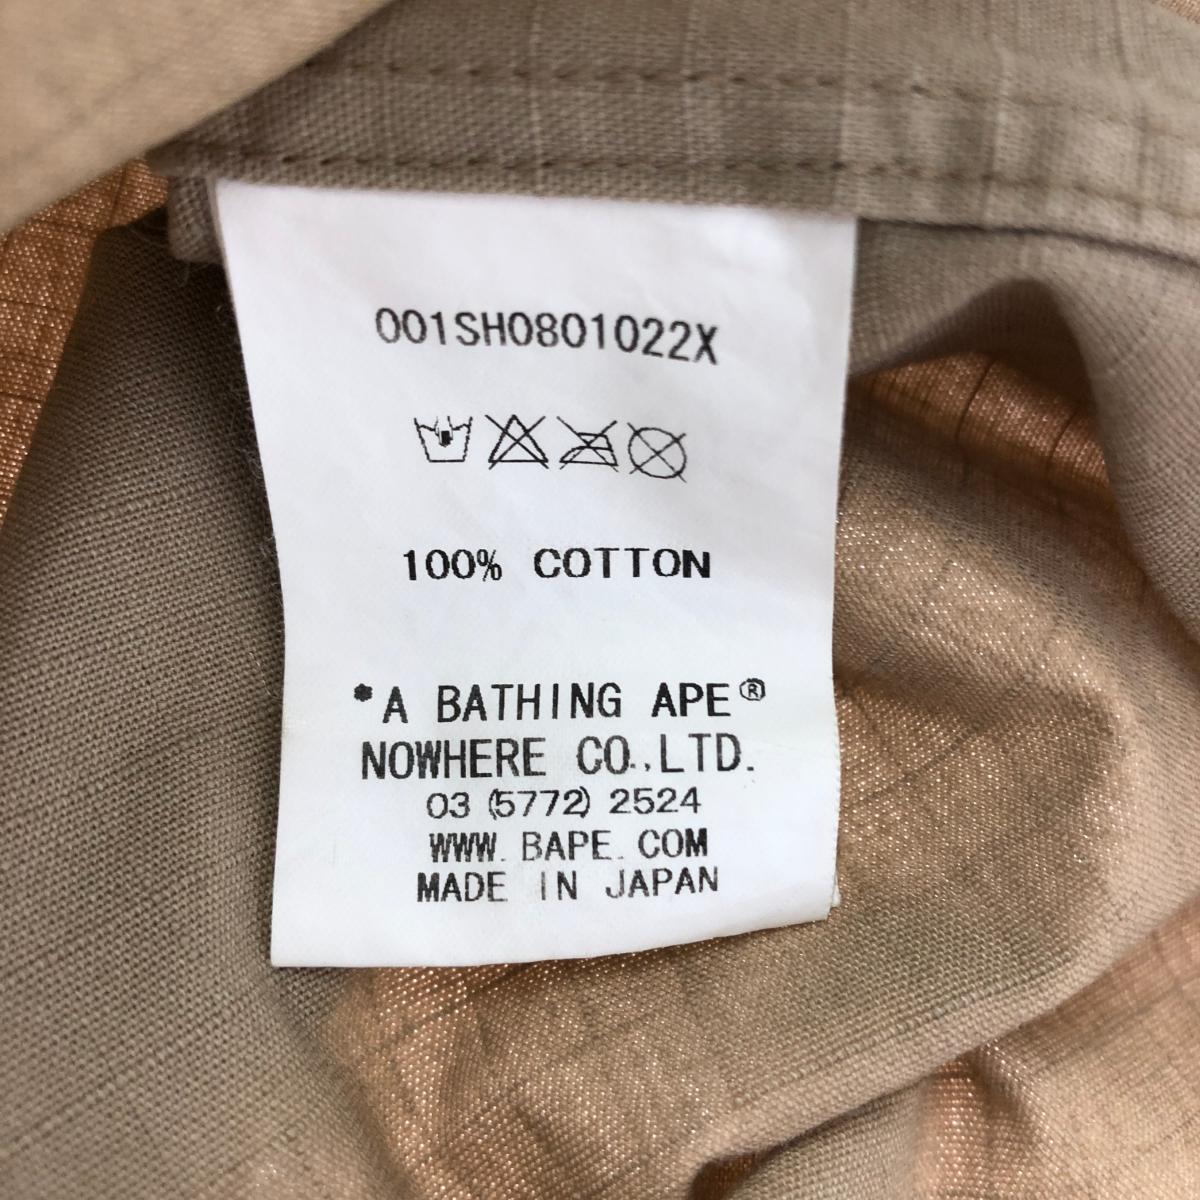 001SH0801022X
100% COTTON
*A BATHING APE®
NOWHERE CO.,LTD.
03 (5772) 2524
WWW. BAPE. COM
MADE IN JAPAN